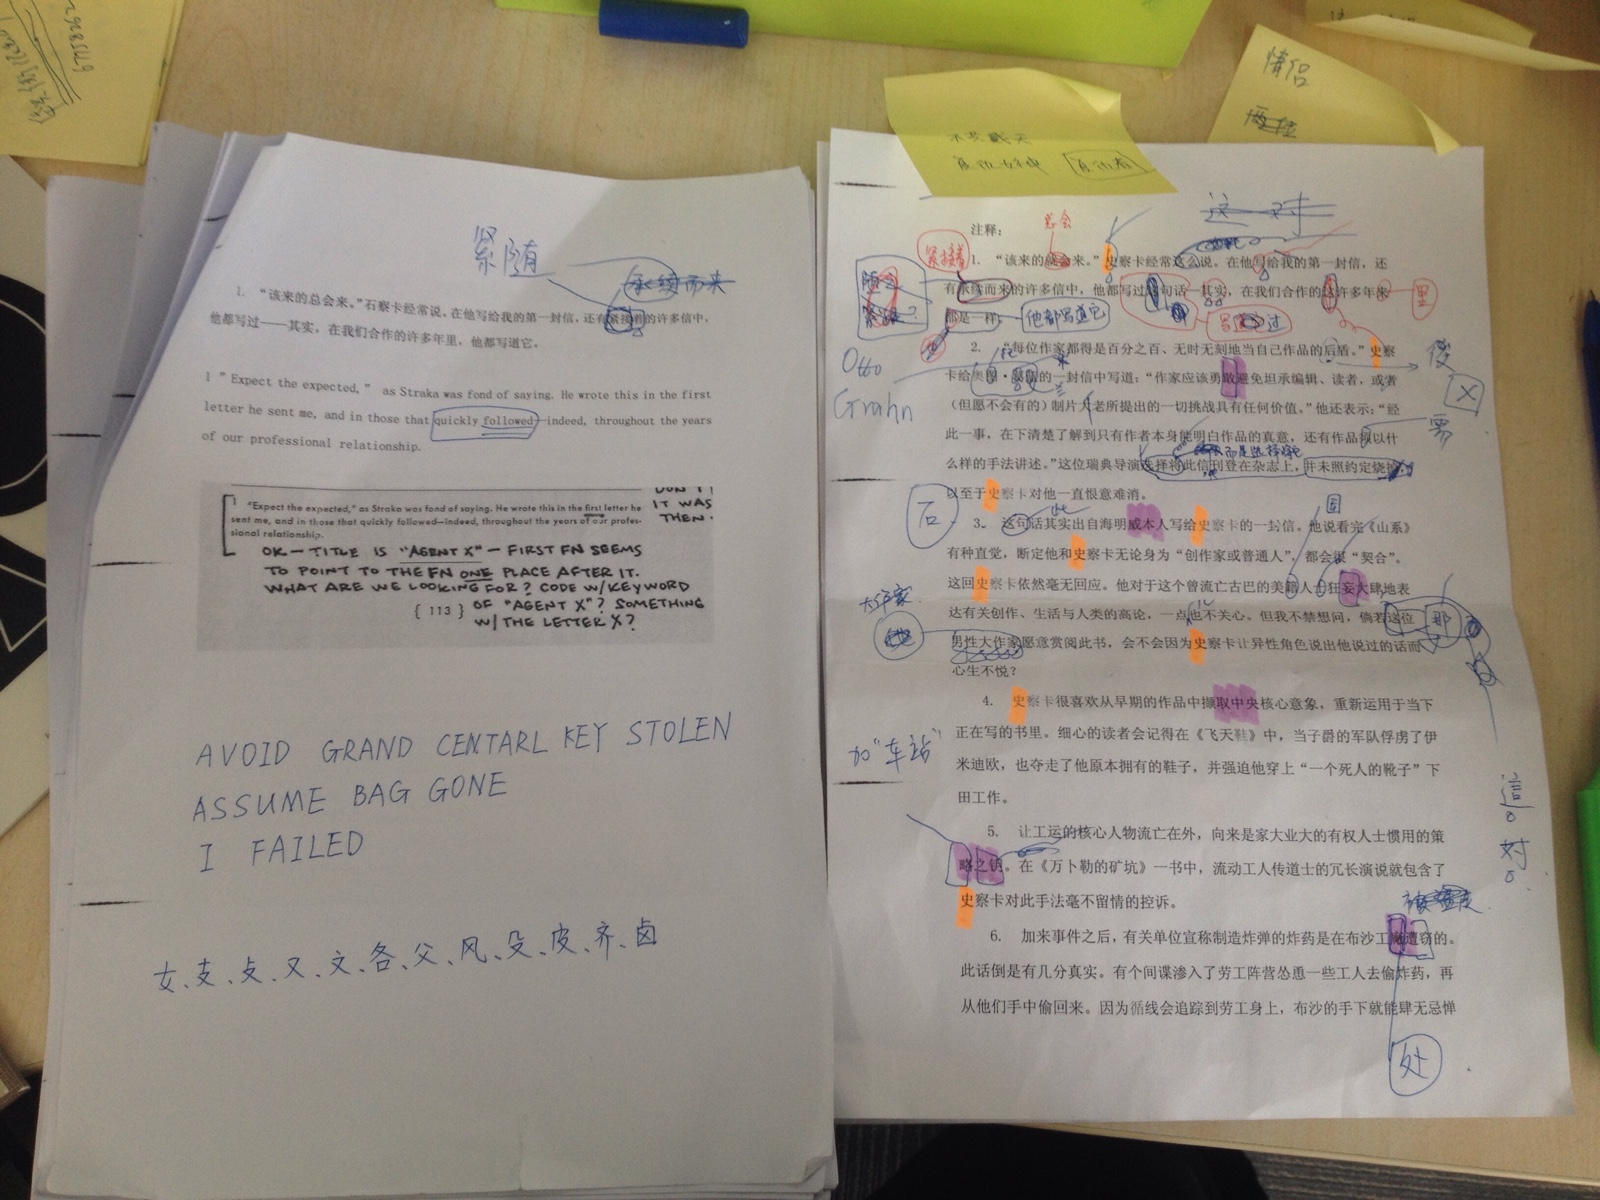 情侣
紧随
永续而来
1. “该来的总会来。”石察卡经常说，在他写给我的第一封信，还有紧接着的许多信中，
他都写过——其实，在我们合作的许多年里，他都写道它。
1 "Expect the expected," as Straka was fond of saying. He wrote this in the first
letter he sent me, and in those that quickly followed—indeed, throughout the years
of our professional relationship.
1 "Expect the expected," as Straka was fond of saying. He wrote this in the first letter he
sent me, and in those that quickly followed—indeed, throughout the years of our profes-
sional relationship.
DON'T!
IT WAS
THEN.
OK — TITLE IS "AGENT X" — FIRST FN SEEMS
TO POINT TO THE FN ONE PLACE AFTER IT.
WHAT ARE WE LOOKING FOR? CODE W/KEYWORD
{ 113 } OF "AGENT X"? SOMETHING
W/ THE LETTER X?
AVOID GRAND CENTARL KEY STOLEN
ASSUME BAG GONE
I FAILED
女、支、攴、又、文、各、父、风、殳、皮、齐、卤
这一对
总会
注释：
紧接着
1. “该来的总会来。”史察卡经常这么说。在他写给我的第一封信，还
有永续而来的许多信中，他都写过这句话—其实，在我们合作的这许多年来
里
都是一样。
他都写道它
过
2. “每位作家都得是百分之百、无时无刻地当自己作品的后盾。”史察
後
Otto
Grahn
卡给奥图·的一封信中写道：“作家应该勇敢避免坦承编辑、读者，或者
X
（但愿不会有的）制片大老所提出的一切挑战具有任何价值。”他还表示：“经
此一事，在下清楚了解到只有作者本身能明白作品的真意，还有作品须以什
需
而是选择将他
么样的手法讲述。”这位瑞典导演选择将此信刊登在杂志上，并未照约定烧掉，
以至于史察卡对他一直恨意难消。
后
此
国
3. 这句话其实出自海明威本人写给史察卡的一封信。他说看完《山系》
有种直觉，断定他和史察卡无论身为“创作家或普通人”，都会很“契合”。
这回史察卡依然毫无回应。他对于这个曾流亡古巴的美籍人士狂妄大肆地表
大作家
达有关创作、生活与人类的高论，一点也不关心。但我不禁想问，倘若这位
那
男性大作家愿意赏阅此书，会不会因为史察卡让异性角色说出他说过的话而
心生不悦？
4. 史察卡很喜欢从早期的作品中撷取中央核心意象，重新运用于当下
正在写的书里。细心的读者会记得在《飞天鞋》中，当子爵的军队俘虏了伊
加“车站”
米迪欧，也夺走了他原本拥有的鞋子，并强迫他穿上“一个死人的靴子”下
田工作。
這。对。
5. 让工运的核心人物流亡在外，向来是家大业大的有权人士惯用的策
略之钥。在《万卜勒的矿坑》一书中，流动工人传道士的冗长演说就包含了
史察卡对此手法毫不留情的控诉。
6. 加来事件之后，有关单位宣称制造炸弹的炸药是在布沙工廠遭窃的。
此话倒是有几分真实。有个间谍渗入了劳工阵营怂恿一些工人去偷炸药，再
从他们手中偷回来。因为循线会追踪到劳工身上，布沙的手下就能肆无忌惮
处